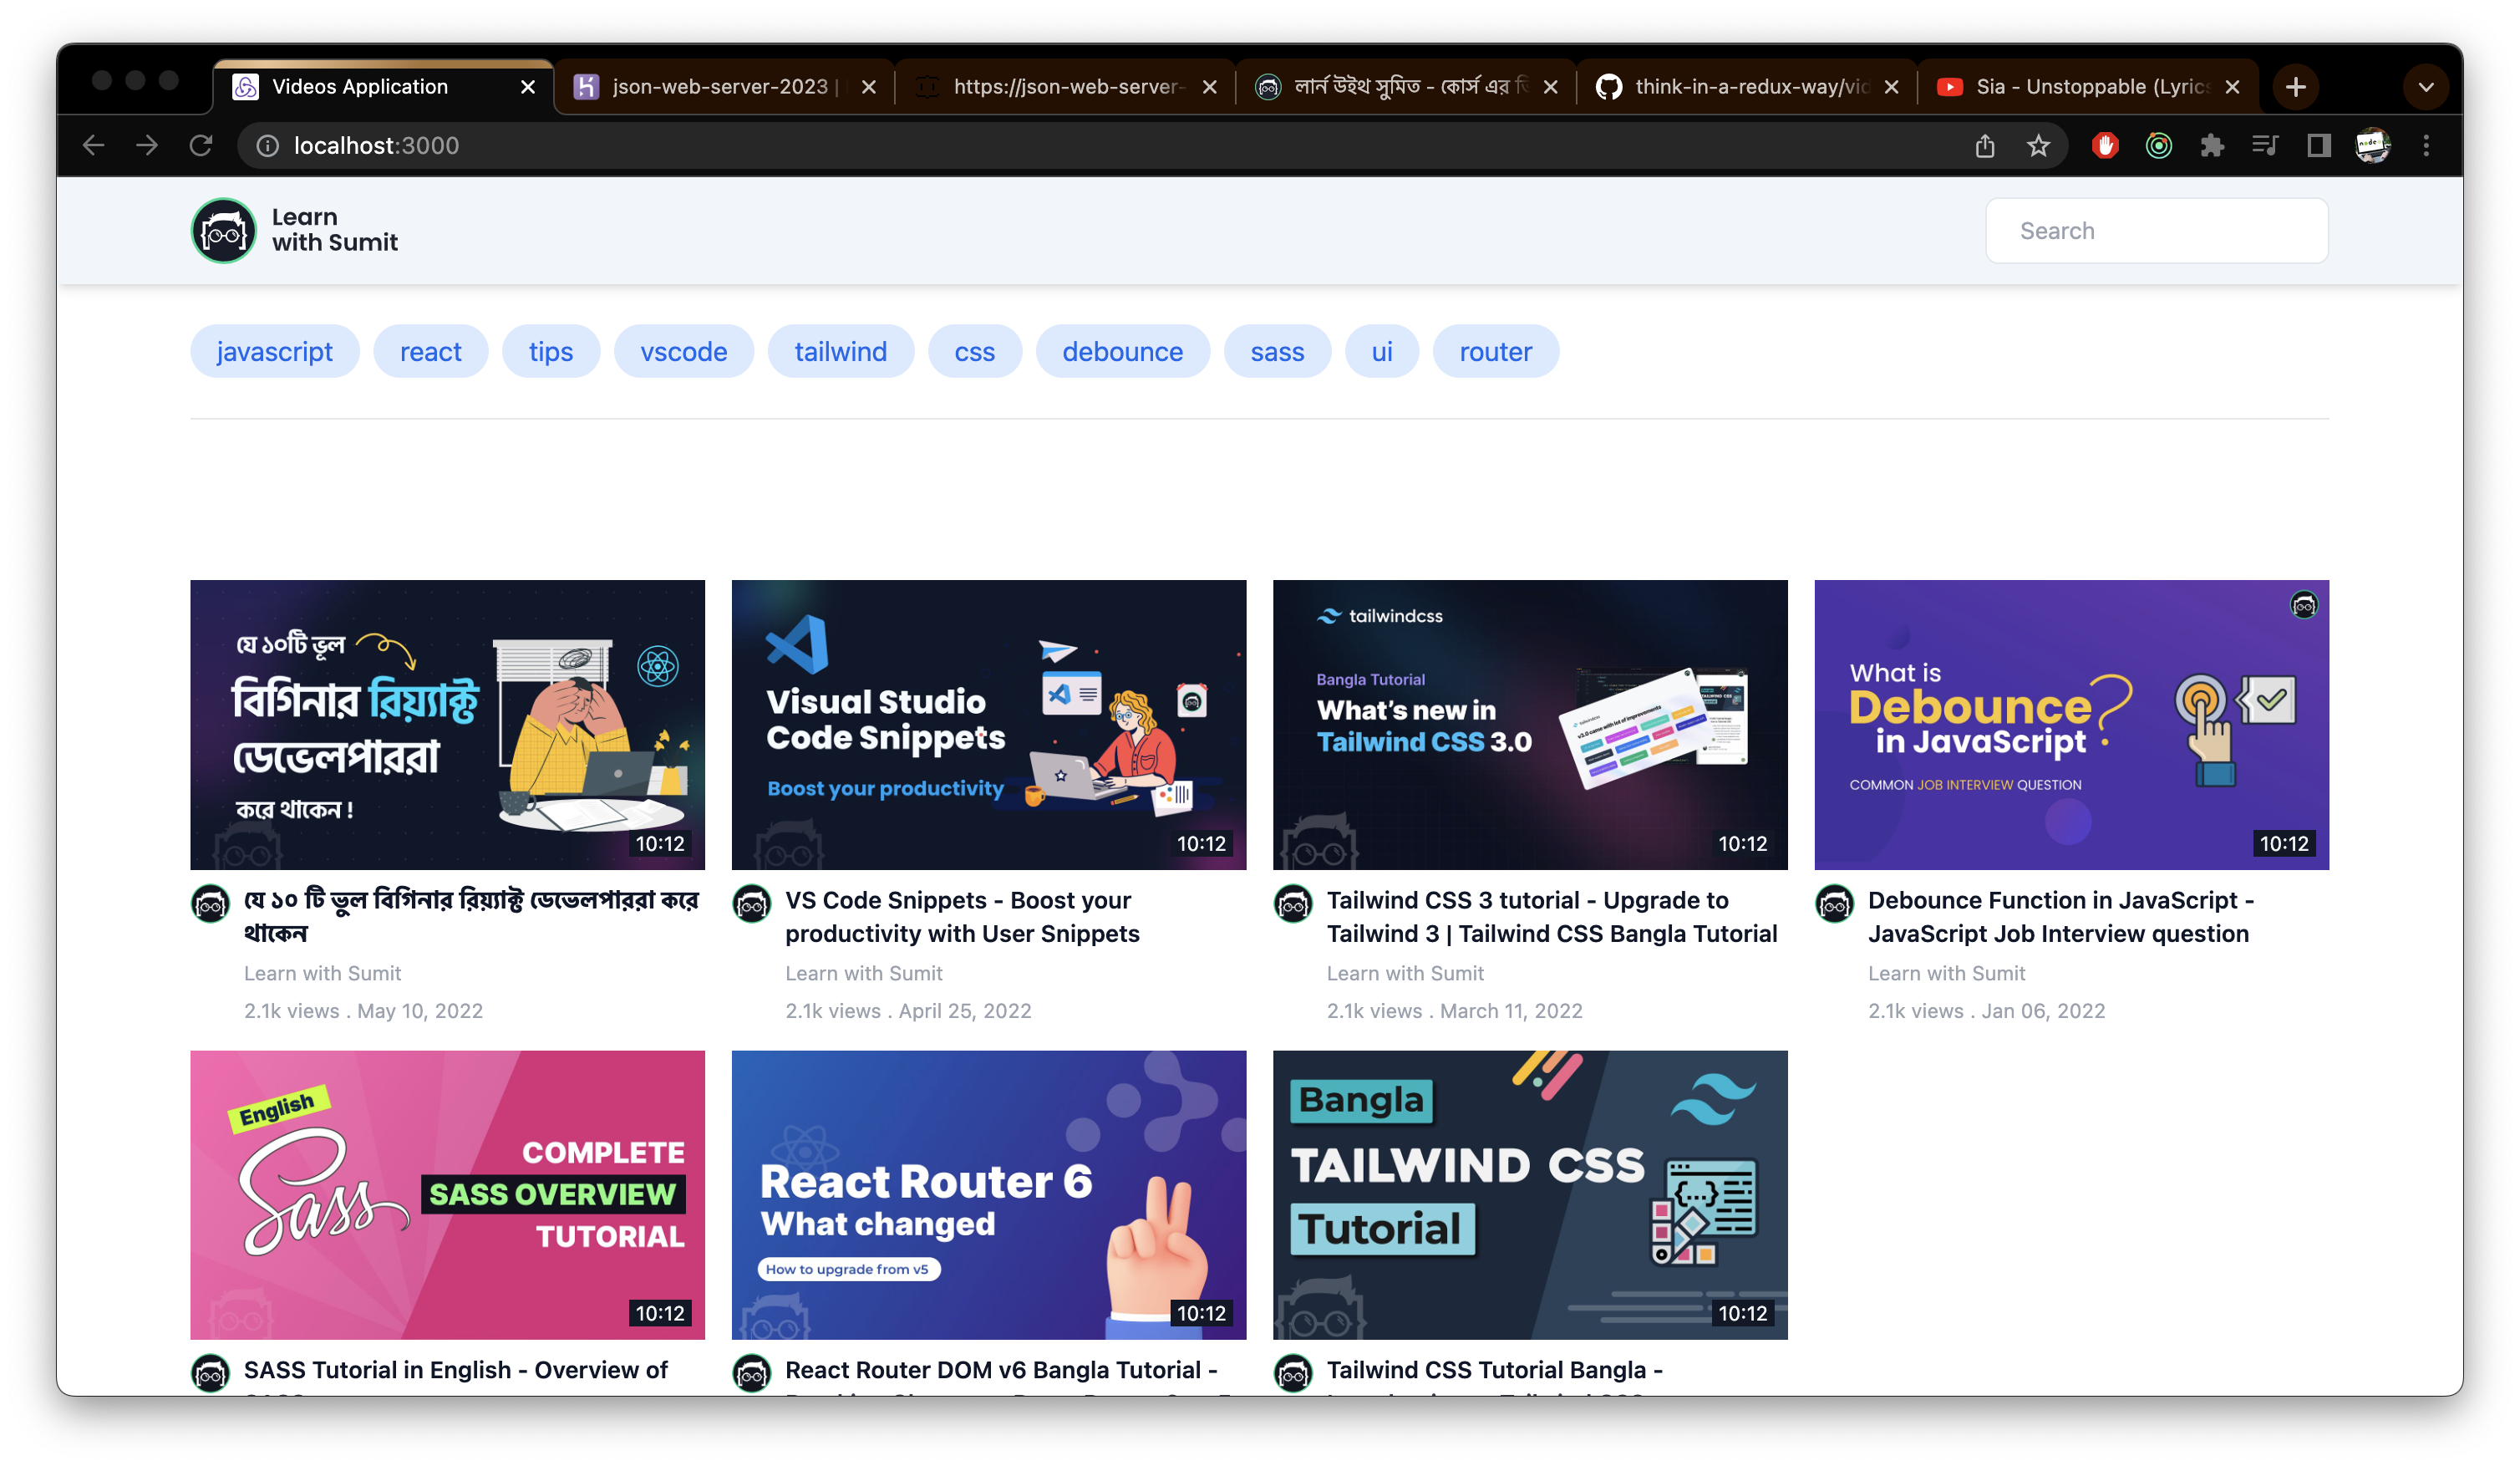 Videos Application
json-web-server-2023 |
https://json-web-server-
লার্ন উইথ সুমিত - কোর্স এর
think-in-a-redux-way/vid
Sia - Unstoppable (Lyrics
localhost:3000
Learn
with Sumit
Search
javascript
react
tips
vscode
tailwind
css
debounce
sass
ui
router
যে ১০টি ভূল
বিগিনার রিয়্যাক্ট
ডেভেলপাররা
করে থাকেন !
10:12
Visual Studio
Code Snippets
Boost your productivity
10:12
tailwindcss
Bangla Tutorial
What's new in
Tailwind CSS 3.0
10:12
What is
Debounce?
in JavaScript
COMMON JOB INTERVIEW QUESTION
10:12
যে ১০ টি ভুল বিগিনার রিয়্যাক্ট ডেভেলপাররা করে
থাকেন
Learn with Sumit
2.1k views . May 10, 2022
VS Code Snippets - Boost your
productivity with User Snippets
Learn with Sumit
2.1k views . April 25, 2022
Tailwind CSS 3 tutorial - Upgrade to
Tailwind 3 | Tailwind CSS Bangla Tutorial
Learn with Sumit
2.1k views . March 11, 2022
Debounce Function in JavaScript -
JavaScript Job Interview question
Learn with Sumit
2.1k views . Jan 06, 2022
English
Sass
COMPLETE
SASS OVERVIEW
TUTORIAL
10:12
React Router 6
What changed
How to upgrade from v5
10:12
Bangla
TAILWIND CSS
Tutorial
10:12
SASS Tutorial in English - Overview of
React Router DOM v6 Bangla Tutorial -
Tailwind CSS Tutorial Bangla -